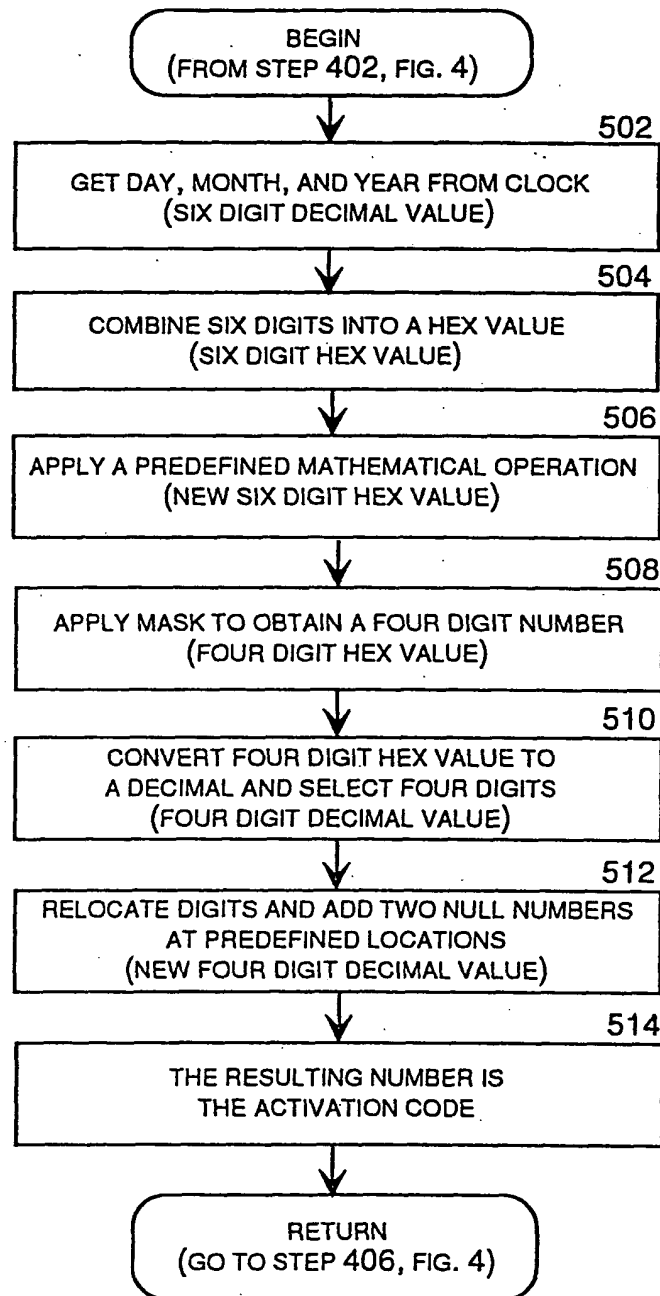 BEGIN
(FROM STEP 402, FIG. 4)
502
GET DAY, MONTH, AND YEAR FROM CLOCK
(SIX DIGIT DECIMAL VALUE)
504
COMBINE SIX DIGITS INTO A HEX VALUE
(SIX DIGIT HEX VALUE)
506
APPLY A PREDEFINED MATHEMATICAL OPERATION
(NEW SIX DIGIT HEX VALUE)
508
APPLY MASK TO OBTAIN A FOUR DIGIT NUMBER
(FOUR DIGIT HEX VALUE)
510
CONVERT FOUR DIGIT HEX VALUE TO
A DECIMAL AND SELECT FOUR DIGITS
(FOUR DIGIT DECIMAL VALUE)
512
RELOCATE DIGITS AND ADD TWO NULL NUMBERS
AT PREDEFINED LOCATIONS
(NEW FOUR DIGIT DECIMAL VALUE)
514
THE RESULTING NUMBER IS
THE ACTIVATION CODE
RETURN
(GO TO STEP 406, FIG. 4)